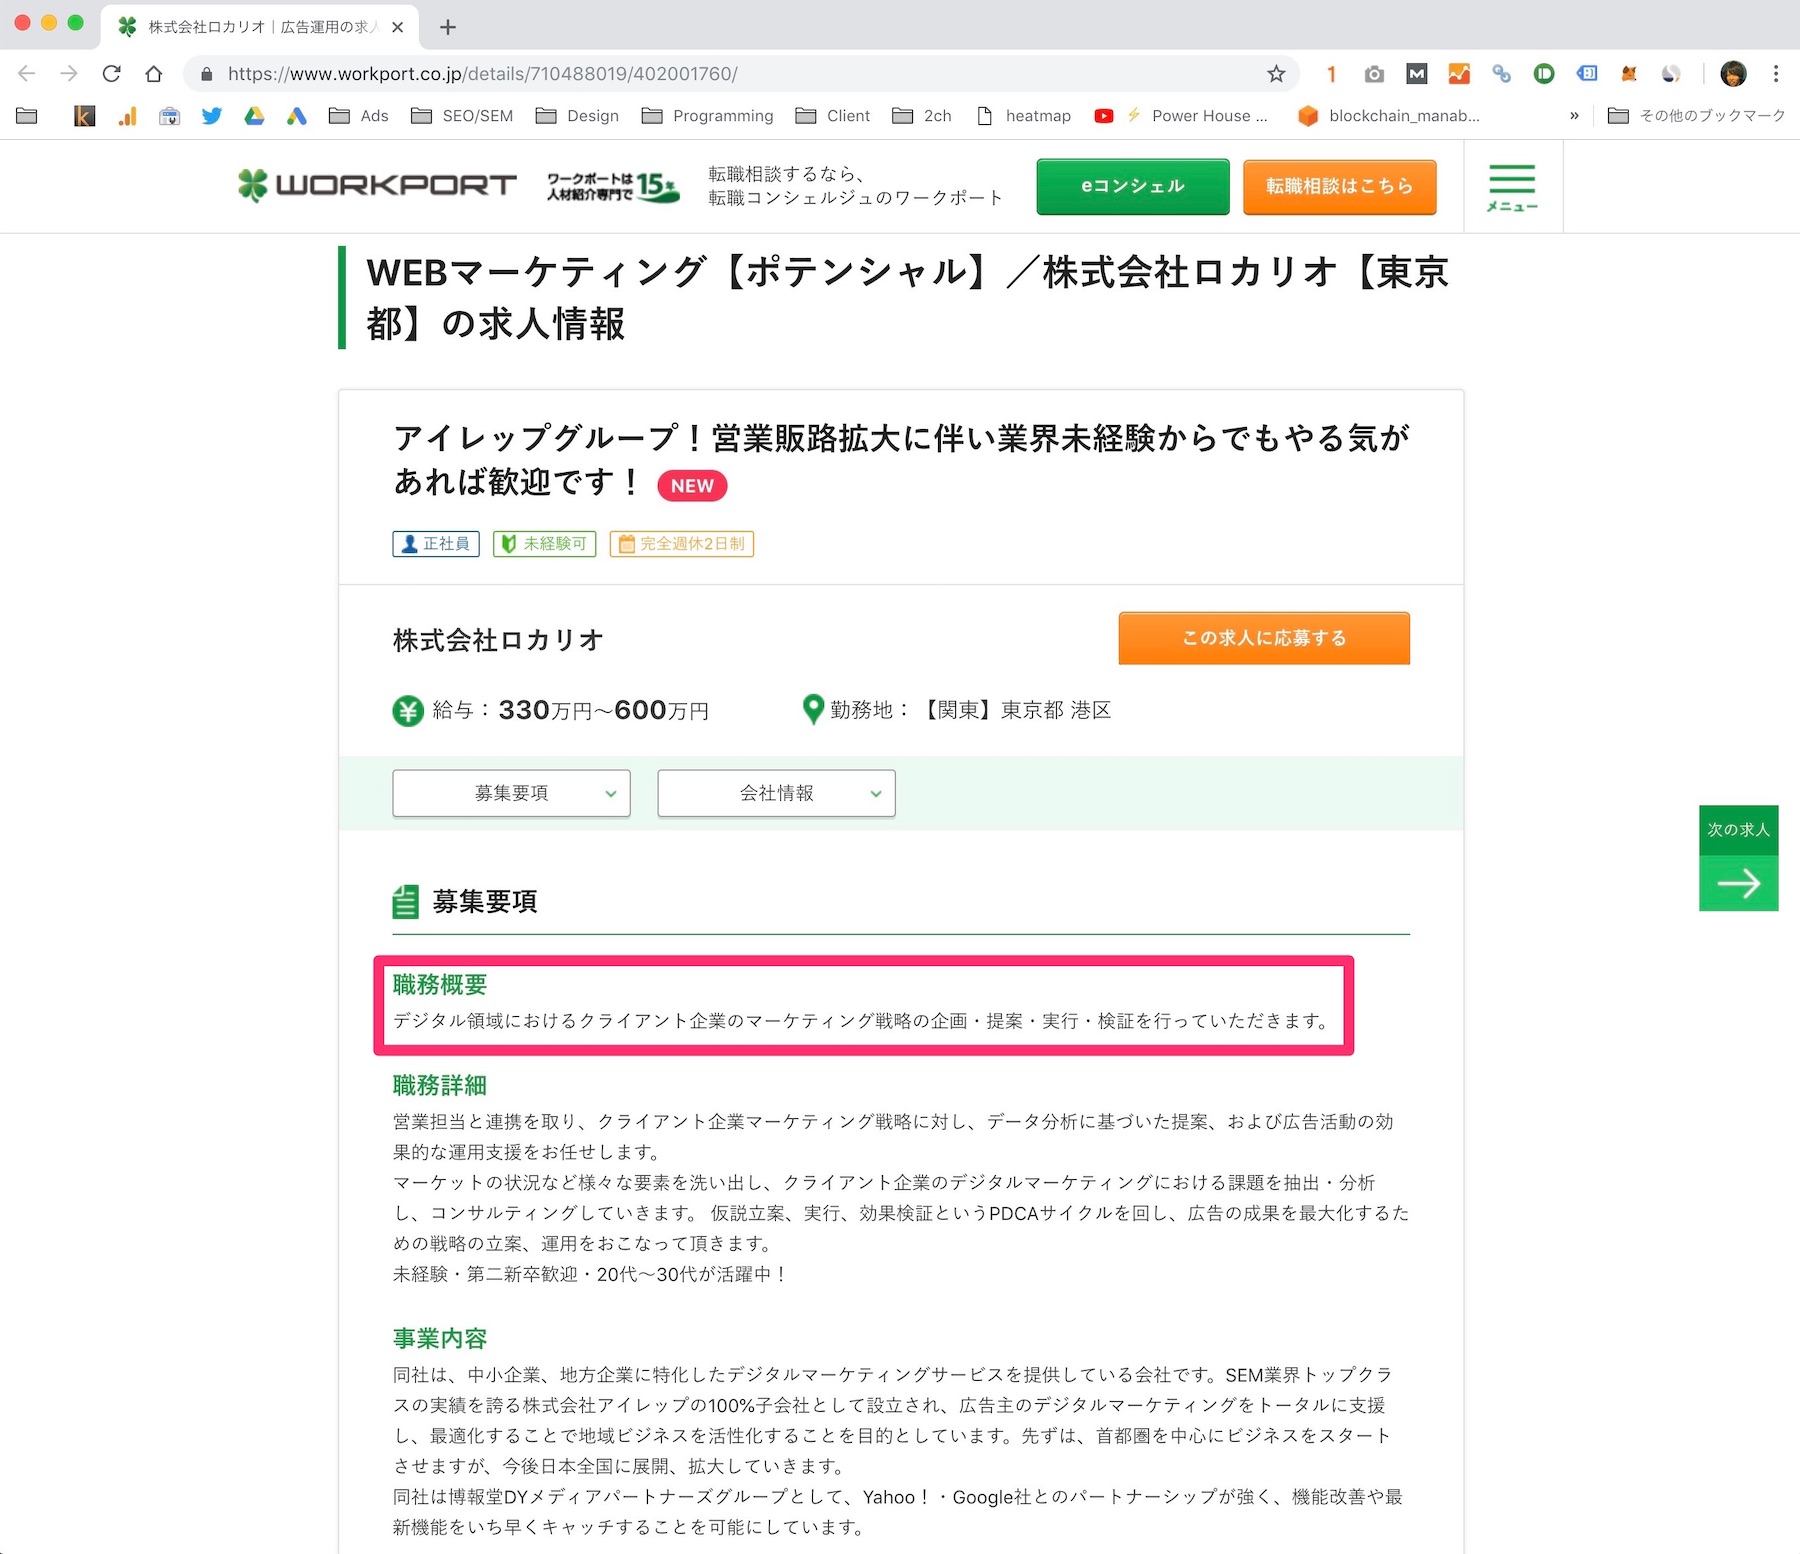 株式会社ロカリオ｜広告運用の求人
https://www.workport.co.jp/details/710488019/402001760/
Ads
SEO/SEM
Design
Programming
Client
2ch
heatmap
Power House ...
blockchain_manab...
»
その他のブックマーク
WORKPORT
ワークポートは
人材紹介専門で
15年
転職相談するなら、
転職コンシェルジュのワークポート
eコンシェル
転職相談はこちら
メニュー
WEBマーケティング【ポテンシャル】／株式会社ロカリオ【東京
都】の求人情報
アイレップグループ！営業販路拡大に伴い業界未経験からでもやる気が
あれば歓迎です！ NEW
正社員
未経験可
完全週休2日制
株式会社ロカリオ
この求人に応募する
給与：330万円〜600万円
勤務地：【関東】東京都 港区
募集要項
会社情報
次の求人
募集要項
職務概要
デジタル領域におけるクライアント企業のマーケティング戦略の企画・提案・実行・検証を行っていただきます。
職務詳細
営業担当と連携を取り、クライアント企業マーケティング戦略に対し、データ分析に基づいた提案、および広告活動の効
果的な運用支援をお任せします。
マーケットの状況など様々な要素を洗い出し、クライアント企業のデジタルマーケティングにおける課題を抽出・分析
し、コンサルティングしていきます。 仮説立案、実行、効果検証というPDCAサイクルを回し、広告の成果を最大化するた
めの戦略の立案、運用をおこなって頂きます。
未経験・第二新卒歓迎・20代〜30代が活躍中！
事業内容
同社は、中小企業、地方企業に特化したデジタルマーケティングサービスを提供している会社です。SEM業界トップクラ
スの実績を誇る株式会社アイレップの100%子会社として設立され、広告主のデジタルマーケティングをトータルに支援
し、最適化することで地域ビジネスを活性化することを目的としています。先ずは、首都圏を中心にビジネスをスタート
させますが、今後日本全国に展開、拡大していきます。
同社は博報堂DYメディアパートナーズグループとして、Yahoo！・Google社とのパートナーシップが強く、機能改善や最
新機能をいち早くキャッチすることを可能にしています。